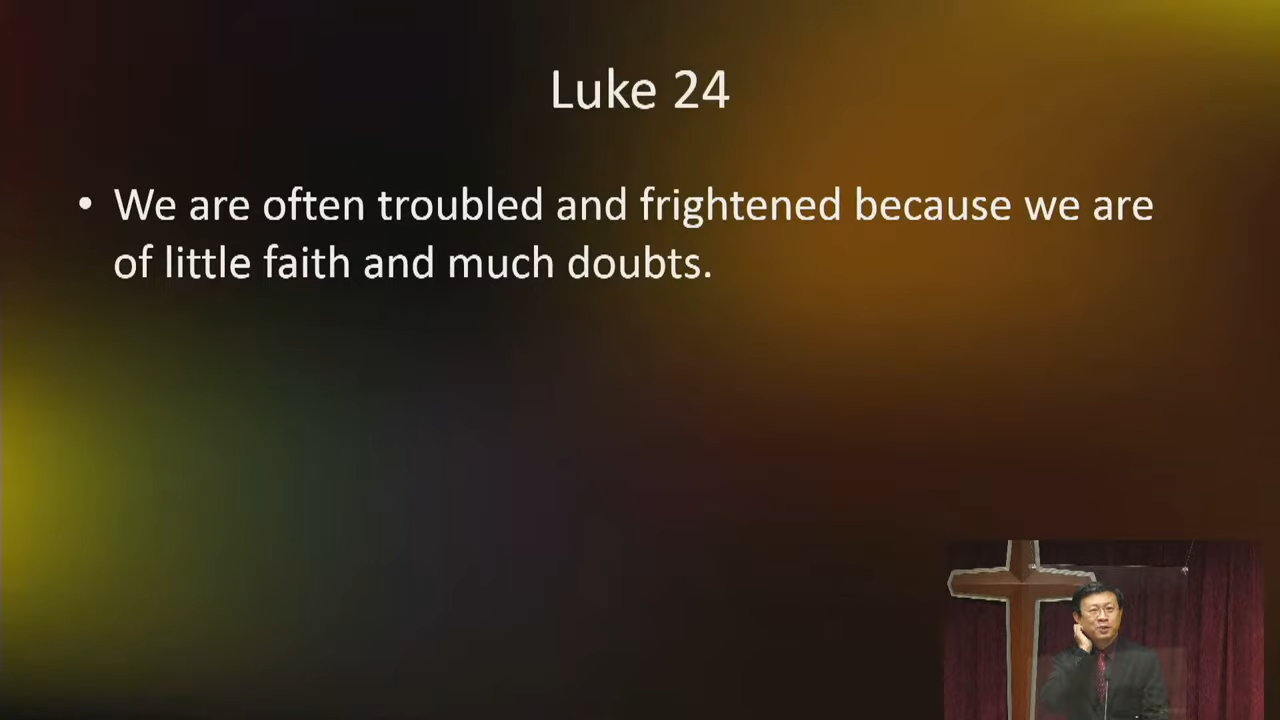 Luke 24
• We are often troubled and frightened because we are
of little faith and much doubts.